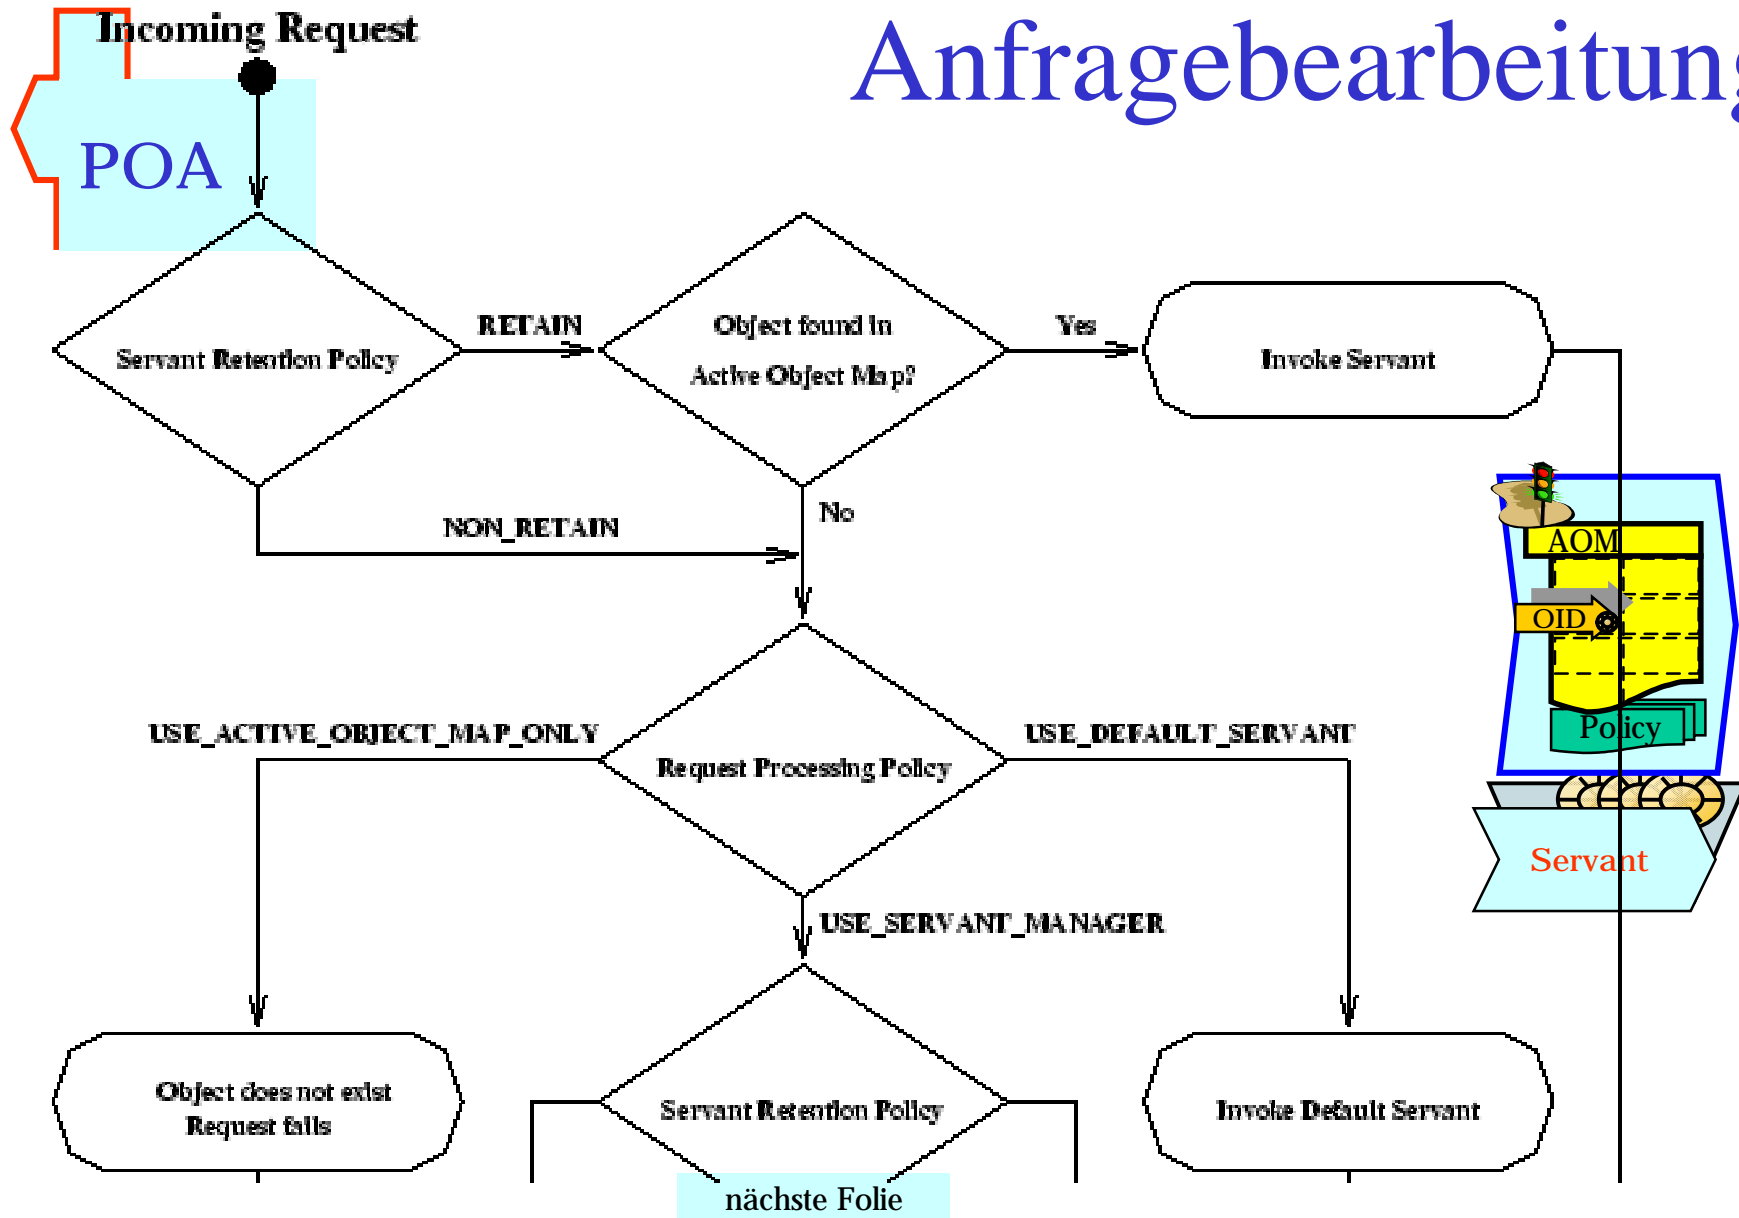 Incoming Request
Anfragebearbeitung
POA
RETAIN
Yes
Servant Retention Policy
Object found in
Active Object Map?
Invoke Servant
No
NON_RETAIN
AOM
OID
Policy
USE_ACTIVE_OBJECT_MAP_ONLY
USE_DEFAULT_SERVANT
Request Processing Policy
Servant
USE_SERVANT_MANAGER
Object does not exist
Request fails
Servant Retention Policy
Invoke Default Servant
nächste Folie